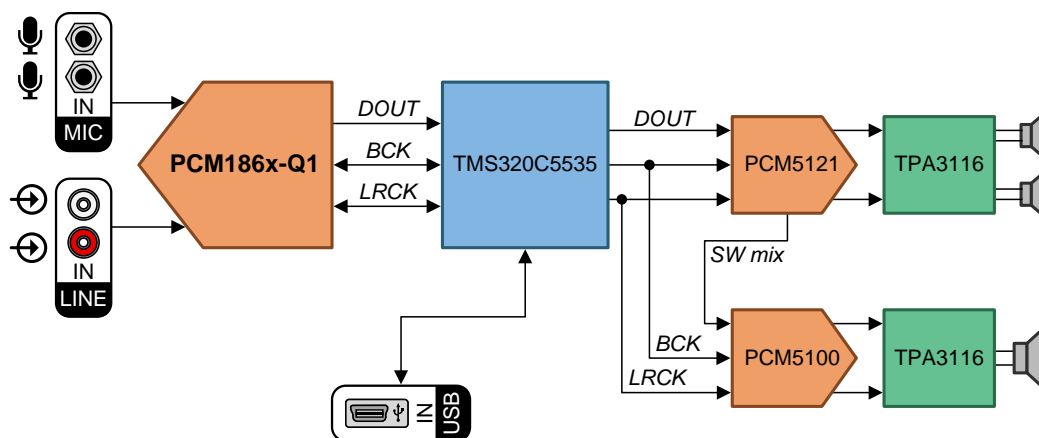 IN
MIC
IN
LINE
PCM186x-Q1
DOUT
BCK
LRCK
TMS320C5535
IN
USB
DOUT
PCM5121
TPA3116
SW mix
BCK
LRCK
PCM5100
TPA3116